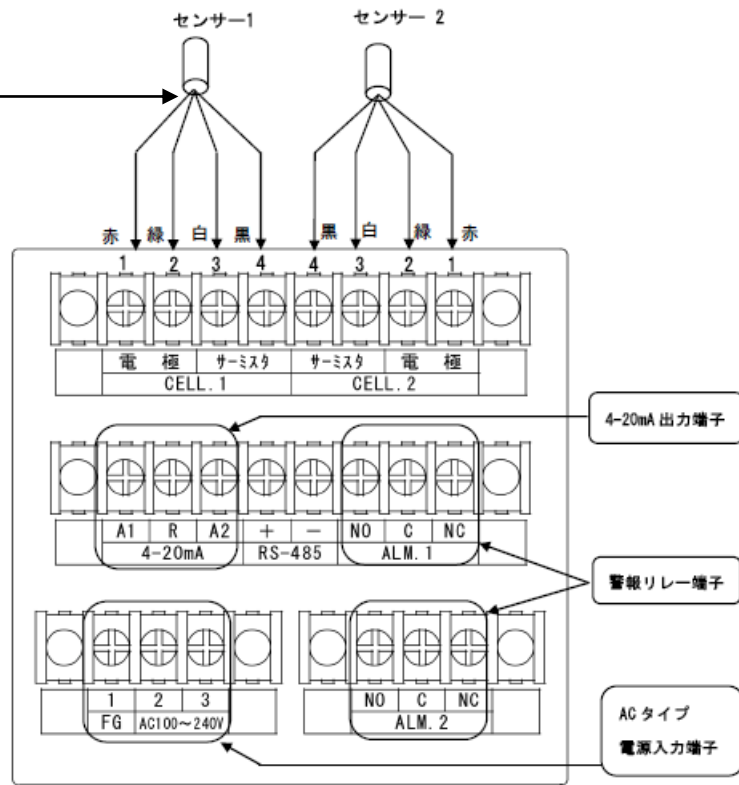 センサー1 センサー 2
赤 緑 白 黒 黒 白 緑 赤
1 2 3 4 4 3 2 1
電 極 サーミスタ サーミスタ 電 極
CELL.1 CELL.2
4-20mA 出力端子
A1 R A2 + - NO C NC
4-20mA RS-485 ALM.1
警報リレー端子
1 2 3 NO C NC
FG AC100～240V ALM.2
AC タイプ
電源入力端子